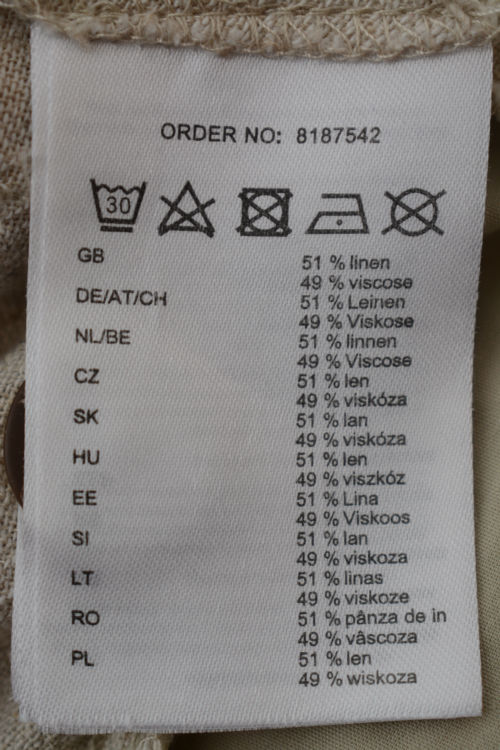 ORDER NO: 8187542
30
GB 51 % linen
49 % viscose
DE/AT/CH 51 % Leinen
49 % Viskose
NL/BE 51 % linnen
49 % Viscose
CZ 51 % len
49 % viskóza
SK 51 % lan
49 % viskóza
HU 51 % len
49 % viszkóz
EE 51 % Lina
49 % Viskoos
SI 51 % lan
49 % viskoza
LT 51 % linas
49 % viskoze
RO 51 % pânza de in
49 % vâscoza
PL 51 % len
49 % wiskoza